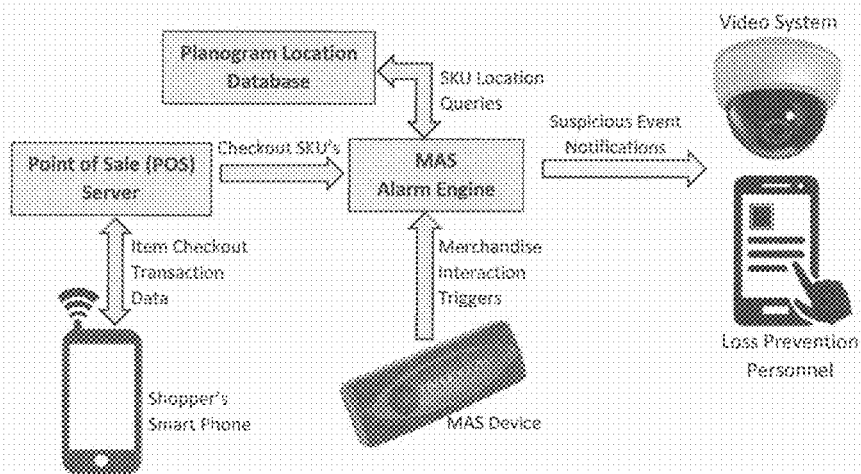 Video System
Planogram Location
Database
SKU Location
Queries
Suspicious Event
Notifications
Checkout SKU's
Point of Sale (POS)
Server
MAS
Alarm Engine
Item Checkout
Transaction
Data
Merchandise
Interaction
Triggers
Loss Prevention
Personnel
Shopper's
Smart Phone
MAS Device